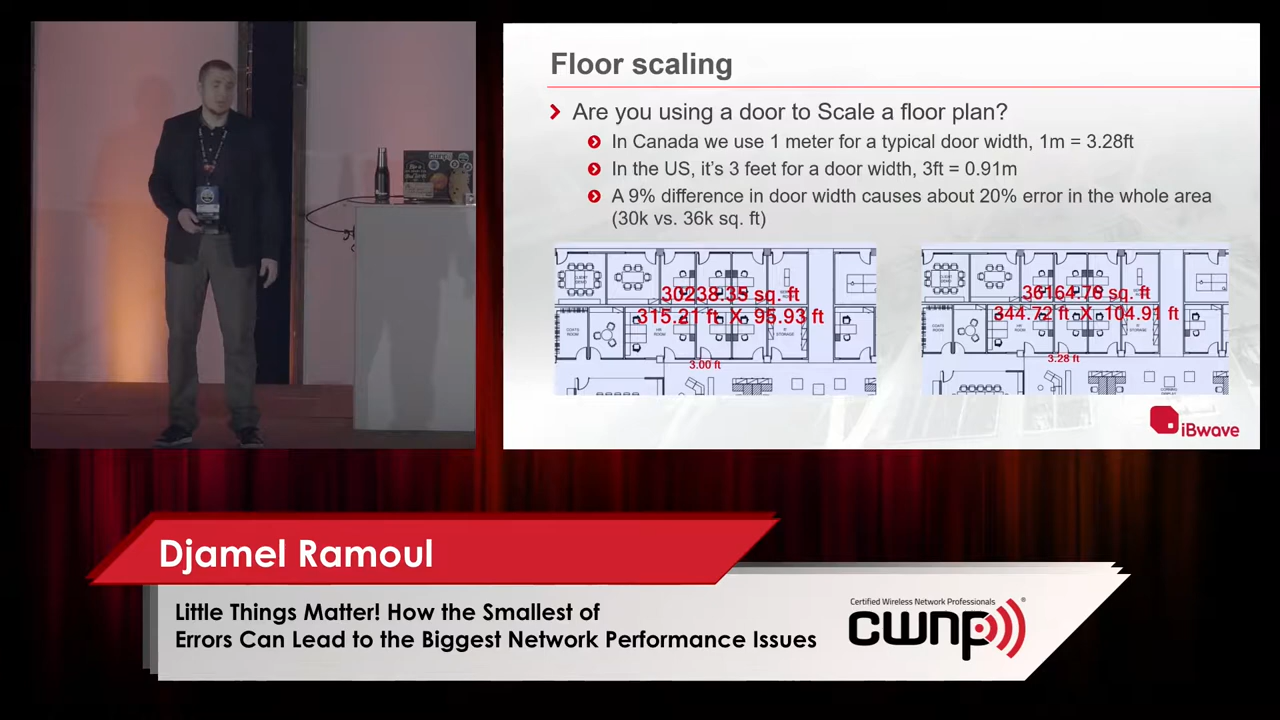 Floor scaling
Are you using a door to Scale a floor plan?
In Canada we use 1 meter for a typical door width, 1m = 3.28ft
In the US, it's 3 feet for a door width, 3ft = 0.91m
A 9% difference in door width causes about 20% error in the whole area
(30k vs. 36k sq. ft)
30238.35 sq. ft
315.21 ft X 95.93 ft
3.00 ft
36164.76 sq. ft
344.72 ft X 104.91 ft
3.28 ft
iBwave
Djamel Ramoul
Little Things Matter! How the Smallest of
Errors Can Lead to the Biggest Network Performance Issues
Certified Wireless Network Professionals
cwnp